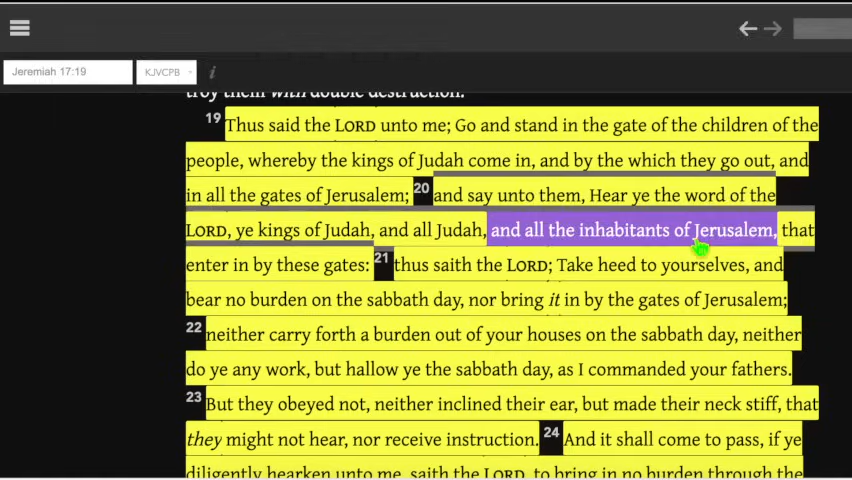 Jeremiah 17:19
KJVCPB
troy them with double destruction.
19 Thus said the LORD unto me; Go and stand in the gate of the children of the
people, whereby the kings of Judah come in, and by the which they go out, and
in all the gates of Jerusalem; 20 and say unto them, Hear ye the word of the
LORD, ye kings of Judah, and all Judah, and all the inhabitants of Jerusalem, that
enter in by these gates: 21 thus saith the LORD; Take heed to yourselves, and
bear no burden on the sabbath day, nor bring it in by the gates of Jerusalem;
22 neither carry forth a burden out of your houses on the sabbath day, neither
do ye any work, but hallow ye the sabbath day, as I commanded your fathers.
23 But they obeyed not, neither inclined their ear, but made their neck stiff, that
they might not hear, nor receive instruction. 24 And it shall come to pass, if ye
diligently hearken unto me, saith the LORD, to bring in no burden through the